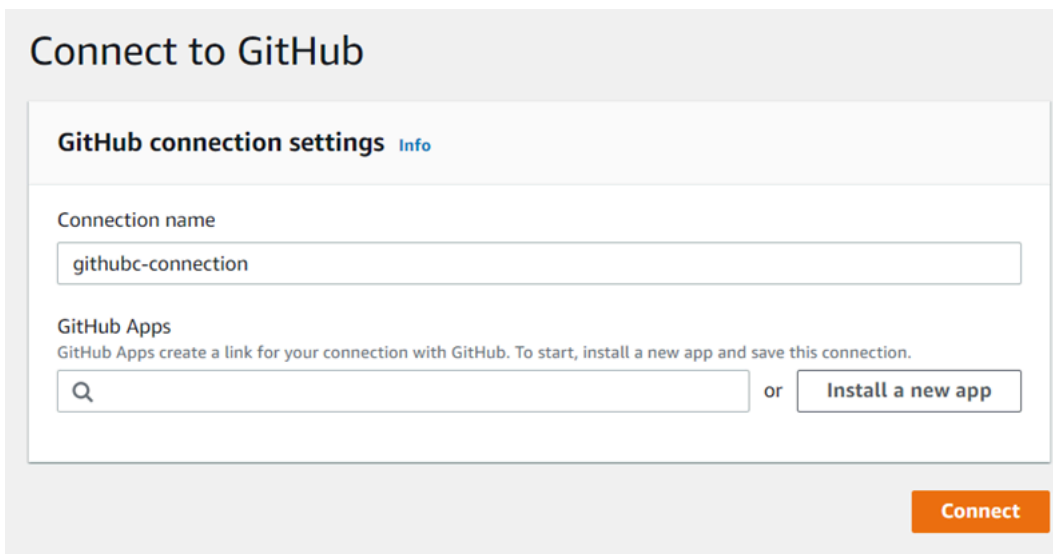 Connect to GitHub
GitHub connection settings Info
Connection name
githubc-connection
GitHub Apps
GitHub Apps create a link for your connection with GitHub. To start, install a new app and save this connection.
or Install a new app
Connect